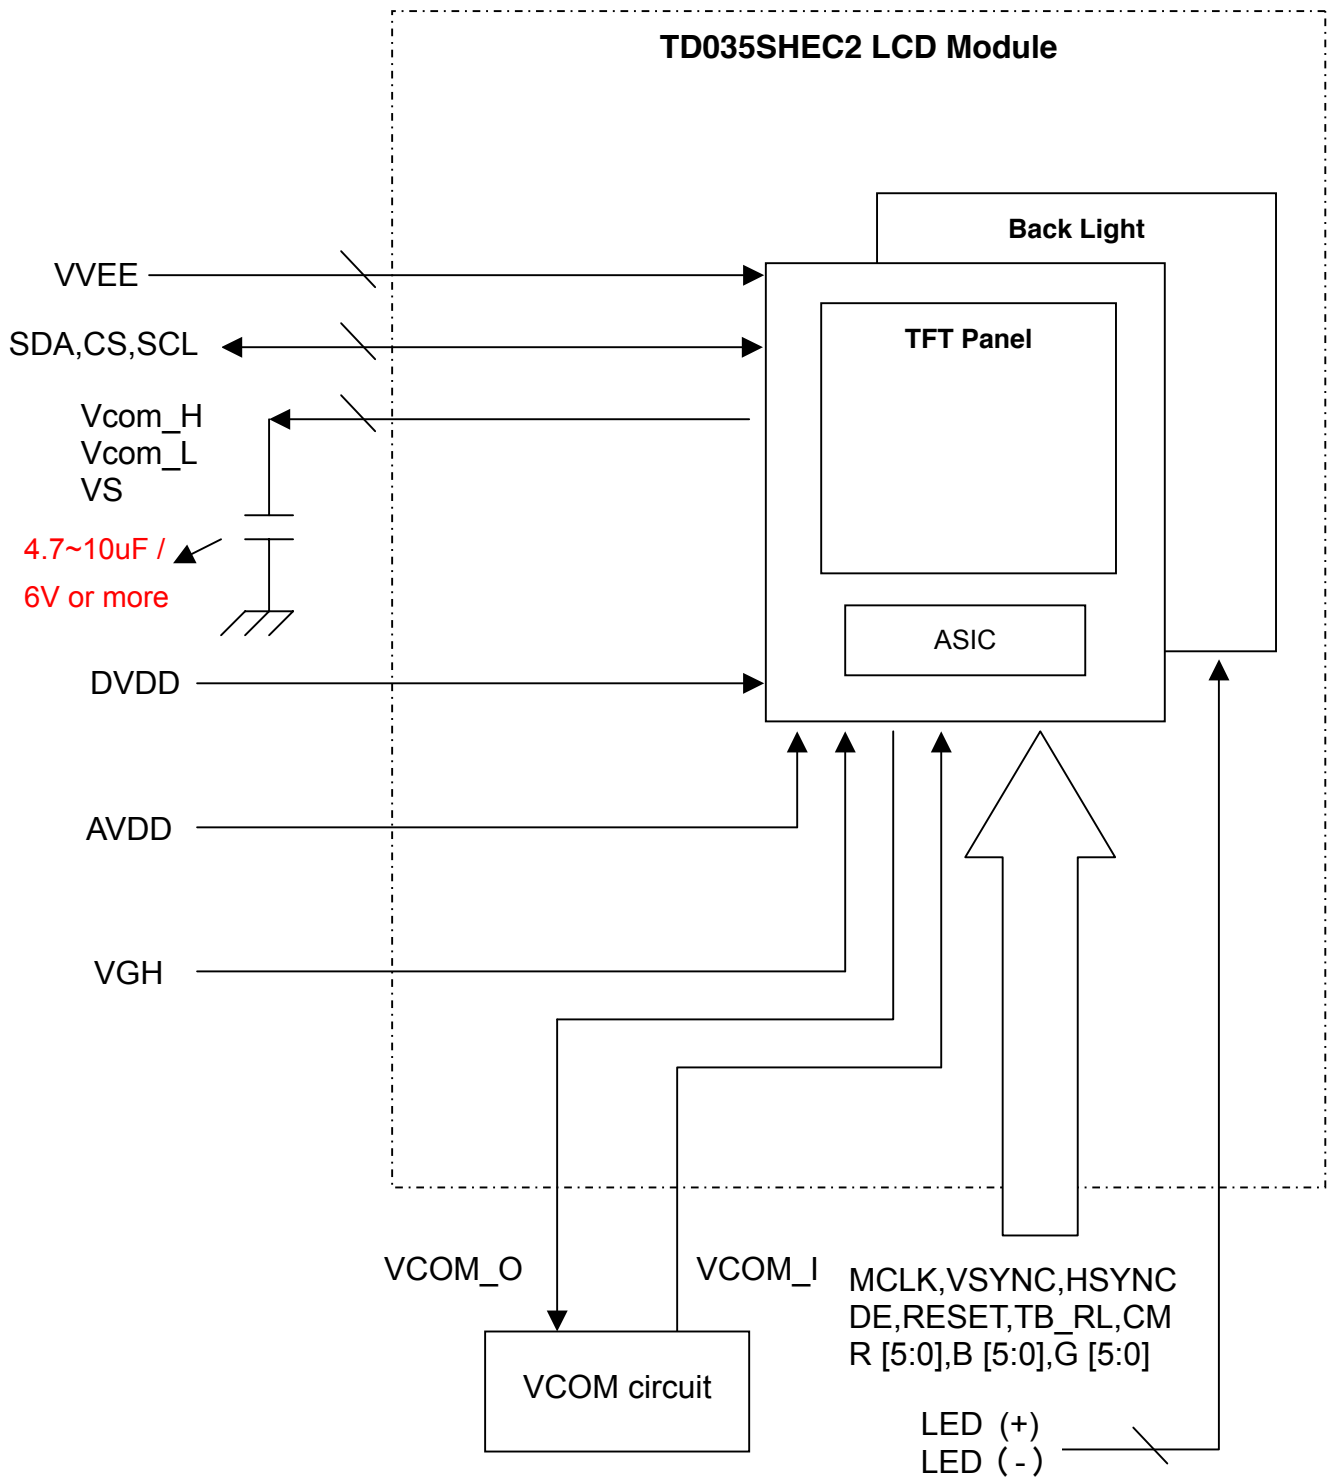 TD035SHEC2 LCD Module
Back Light
VVEE
TFT Panel
SDA,CS,SCL
Vcom_H
Vcom_L
VS
4.7~10uF /
6V or more
ASIC
DVDD
AVDD
VGH
VCOM_O
VCOM_I
MCLK,VSYNC,HSYNC
DE,RESET,TB_RL,CM
R [5:0],B [5:0],G [5:0]
VCOM circuit
LED (+)
LED ( - )